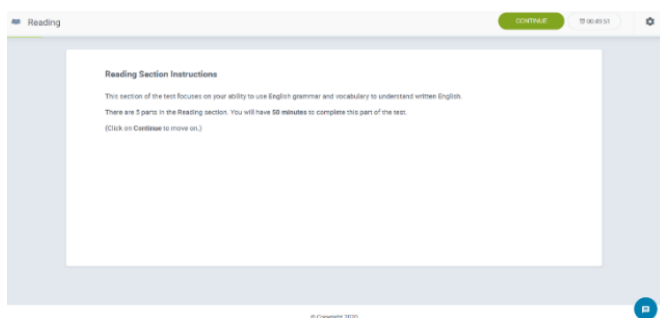 Reading
CONTINUE
00:49:51
Reading Section Instructions
This section of the test focuses on your ability to use English grammar and vocabulary to understand written English.
There are 5 parts in the Reading section. You will have 50 minutes to complete this part of the test.
(Click on Continue to move on.)
© Copyright 2020